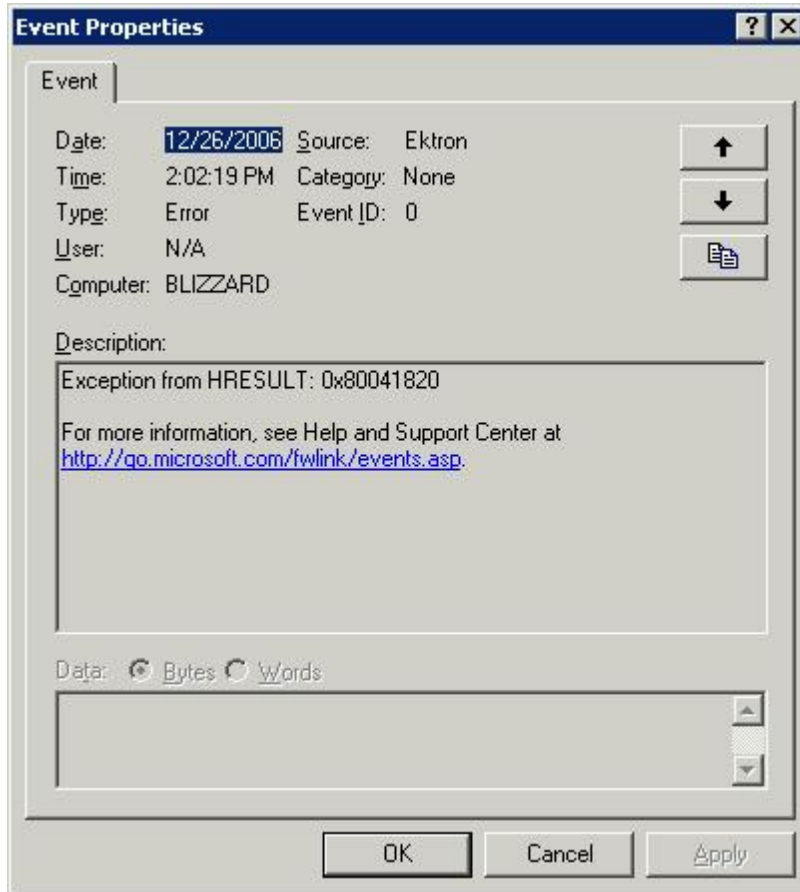 Event Properties
Event
Date: 12/26/2006 Source: Ektron
Time: 2:02:19 PM Category: None
Type: Error Event ID: 0
User: N/A
Computer: BLIZZARD
Description:
Exception from HRESULT: 0x80041820
For more information, see Help and Support Center at
http://go.microsoft.com/fwlink/events.asp.
Data: Bytes Words
OK Cancel Apply